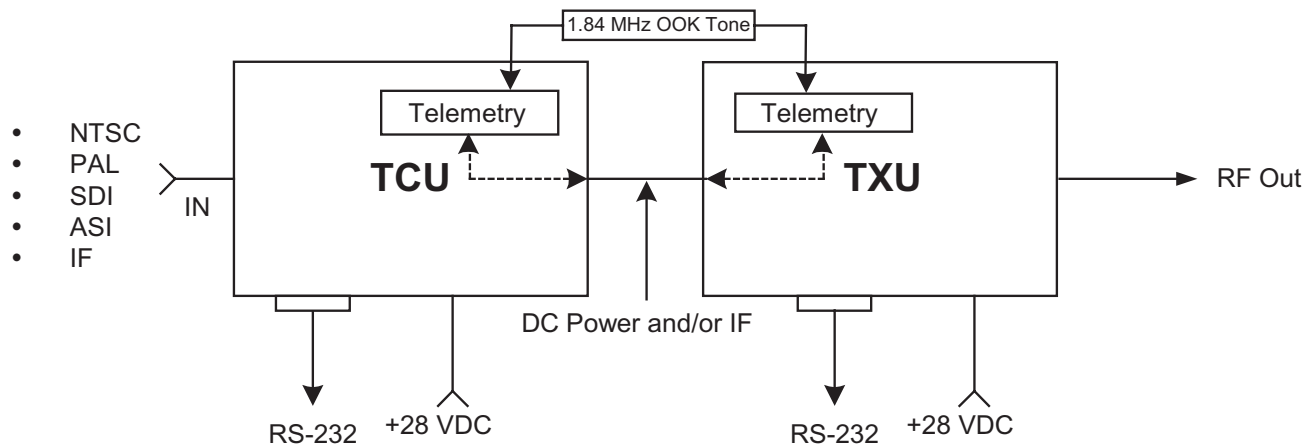 1.84 MHz OOK Tone
Telemetry
Telemetry
• NTSC
• PAL
• SDI
• ASI
• IF
IN
TCU
TXU
RF Out
DC Power and/or IF
RS-232
+28 VDC
RS-232
+28 VDC